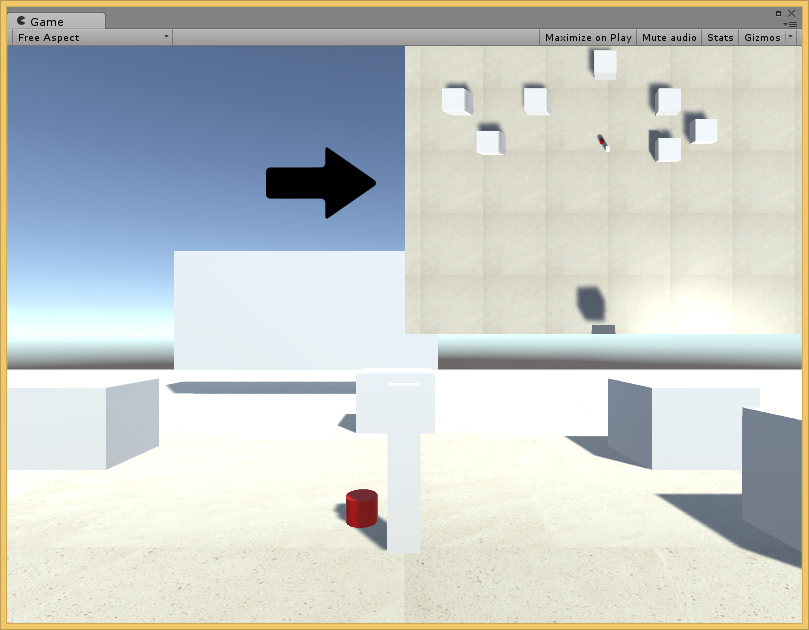 Game
Free Aspect
Maximize on Play Mute audio Stats Gizmos